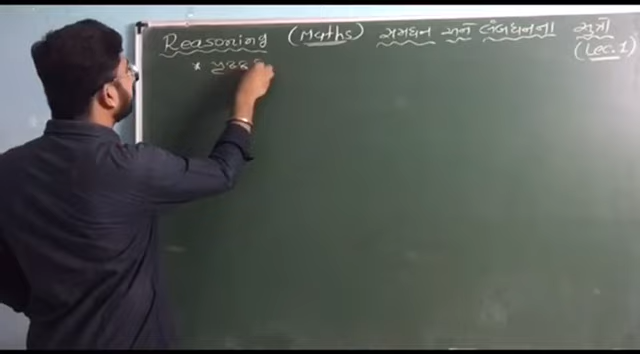 Reasoning (Maths) સમઘન અને લંબઘનના સુત્રો
(Lec. 1)